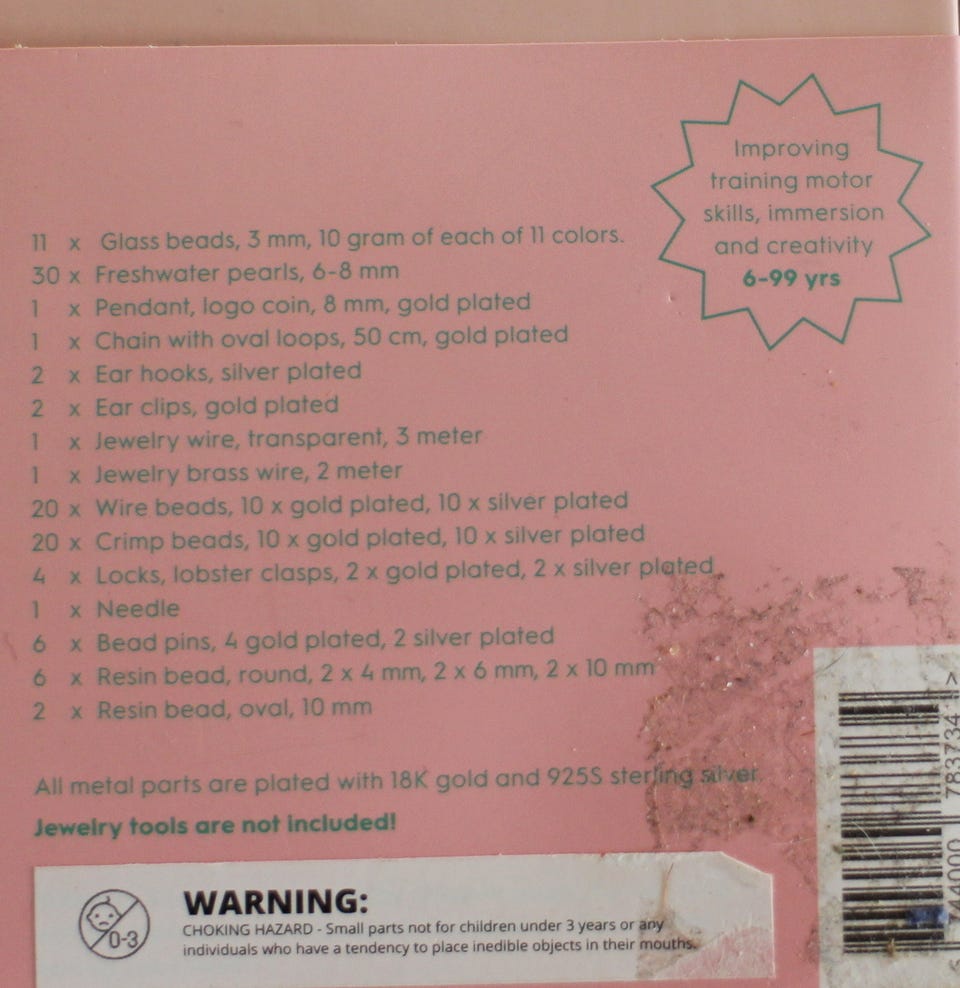 Improving
training motor
skills, immersion
and creativity
6-99 yrs
11 x Glass beads, 3 mm, 10 gram of each of 11 colors.
30 x Freshwater pearls, 6-8 mm
1 x Pendant, logo coin, 8 mm, gold plated
1 x Chain with oval loops, 50 cm, gold plated
2 x Ear hooks, silver plated
2 x Ear clips, gold plated
1 x Jewelry wire, transparent, 3 meter
1 x Jewelry brass wire, 2 meter
20 x Wire beads, 10 x gold plated, 10 x silver plated
20 x Crimp beads, 10 x gold plated, 10 x silver plated
4 x Locks, lobster clasps, 2 x gold plated, 2 x silver plated
1 x Needle
6 x Bead pins, 4 gold plated, 2 silver plated
6 x Resin bead, round, 2 x 4 mm, 2 x 6 mm, 2 x 10 mm
2 x Resin bead, oval, 10 mm
All metal parts are plated with 18K gold and 925S sterling silver
Jewelry tools are not included!
0-3
WARNING:
CHOKING HAZARD - Small parts not for children under 3 years or any
individuals who have a tendency to place inedible objects in their mouths.
783734 >